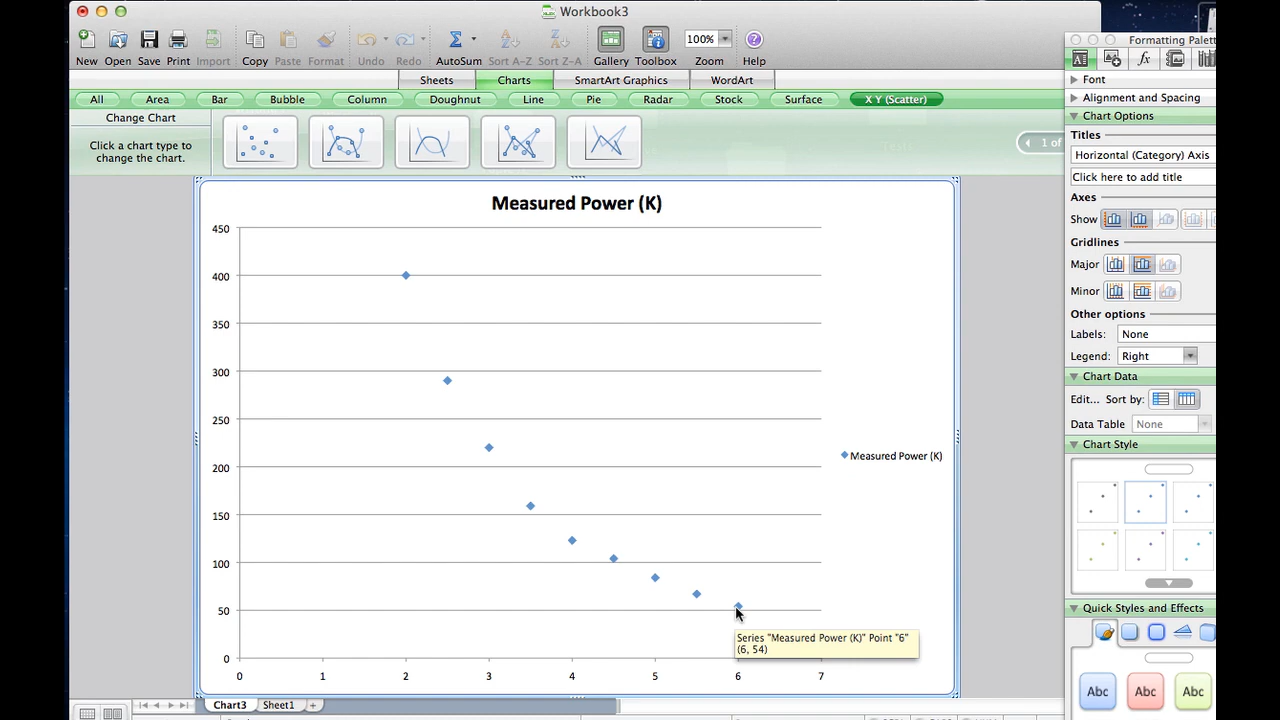 Workbook3
New Open Save Print Import Copy Paste Format Undo Redo AutoSum Sort A-Z Sort Z-A Gallery Toolbox 100% Zoom Help
Sheets Charts SmartArt Graphics WordArt
All Area Bar Bubble Column Doughnut Line Pie Radar Stock Surface X Y (Scatter)
Change Chart
Click a chart type to
change the chart.
1 of
Measured Power (K)
450
400
350
300
250
200
150
100
50
0
0 1 2 3 4 5 6 7
Measured Power (K)
Series "Measured Power (K)" Point "6"
(6, 54)
Chart3 Sheet1
Formatting Palett
Font
Alignment and Spacing
Chart Options
Titles
Horizontal (Category) Axis
Click here to add title
Axes
Show
Gridlines
Major
Minor
Other options
Labels: None
Legend: Right
Chart Data
Edit... Sort by:
Data Table None
Chart Style
Quick Styles and Effects
Abc Abc Abc